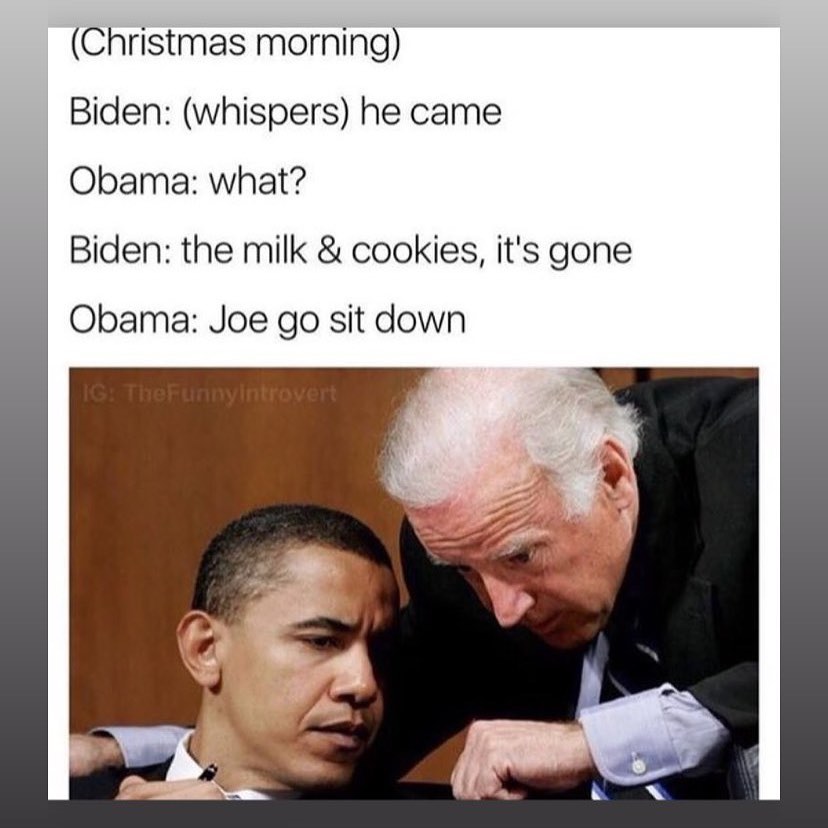 (Christmas morning)
Biden: (whispers) he came
Obama: what?
Biden: the milk & cookies, it's gone
Obama: Joe go sit down
IG: TheFunnyIntrovert